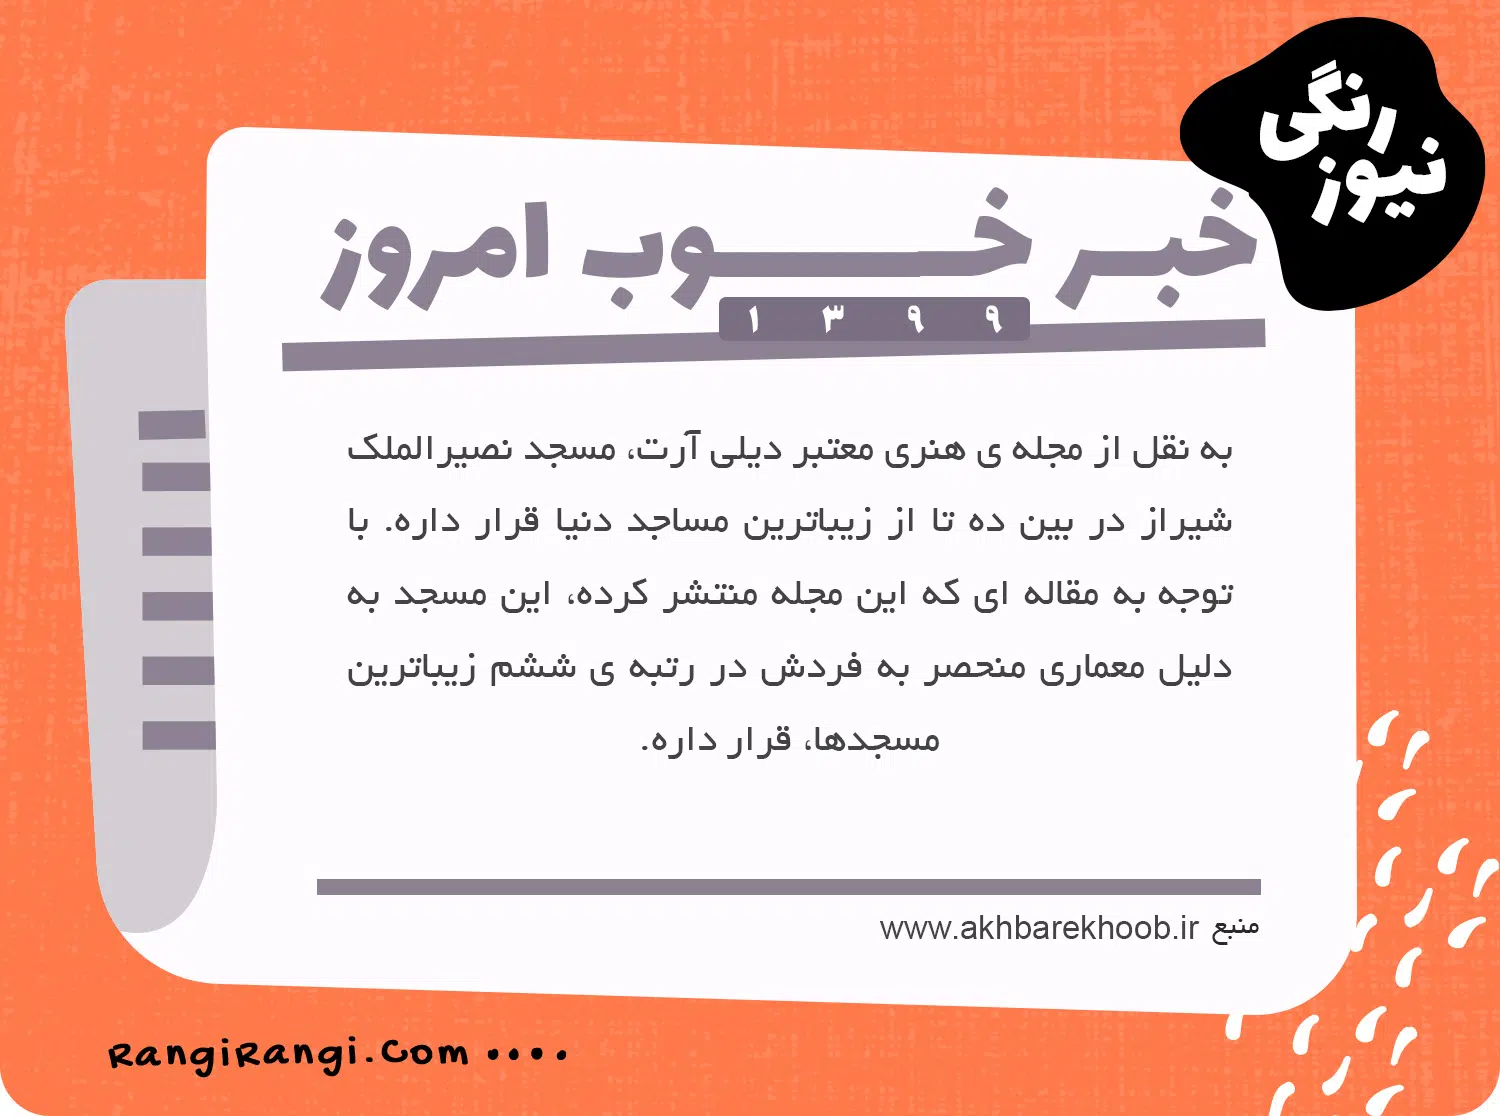 رنگی
نیوز
خبر خوب امروز
۱۳۹۹
به نقل از مجله ی هنری معتبر دیلی آرت، مسجد نصیرالملک
شیراز در بین ده تا از زیباترین مساجد دنیا قرار داره. با
توجه به مقاله ای که این مجله منتشر کرده، این مسجد به
دلیل معماری منحصر به فردش در رتبه ی ششم زیباترین
مسجدها، قرار داره.
منبع www.akhbarekhoob.ir
RangiRangi.Com ....